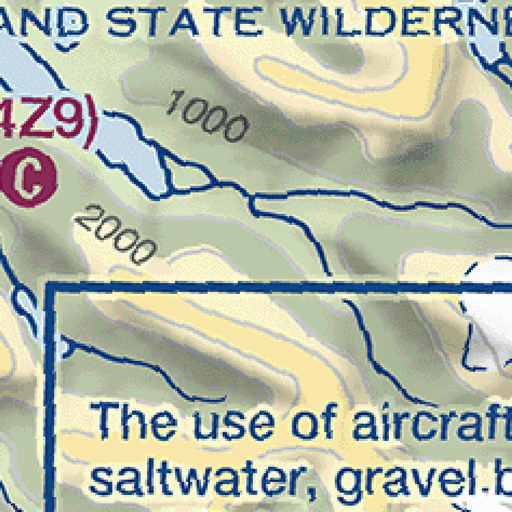 AND STATE WILDERNE
1000
4Z9)
C
2000
The use of aircraft
saltwater, gravel b